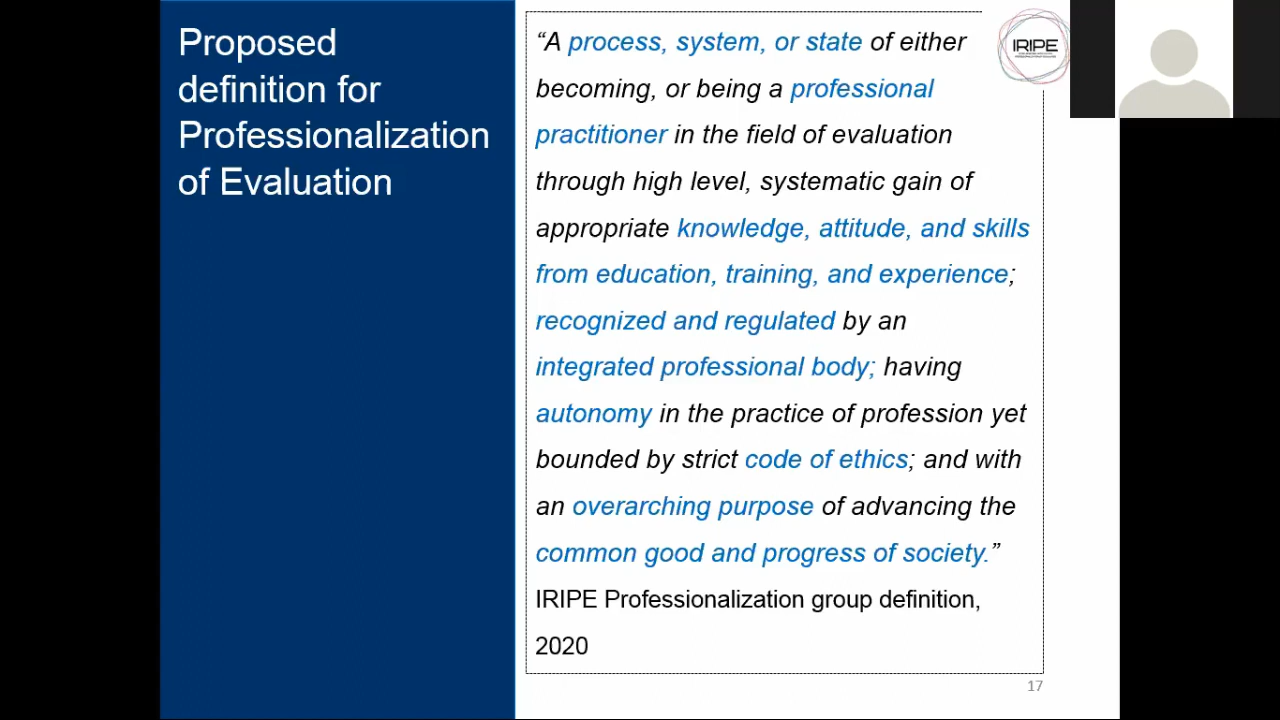 Proposed
definition for
Professionalization
of Evaluation
“A process, system, or state of either
becoming, or being a professional
practitioner in the field of evaluation
through high level, systematic gain of
appropriate knowledge, attitude, and skills
from education, training, and experience;
recognized and regulated by an
integrated professional body; having
autonomy in the practice of profession yet
bounded by strict code of ethics; and with
an overarching purpose of advancing the
common good and progress of society.”
IRIPE Professionalization group definition,
2020
IRIPE
17